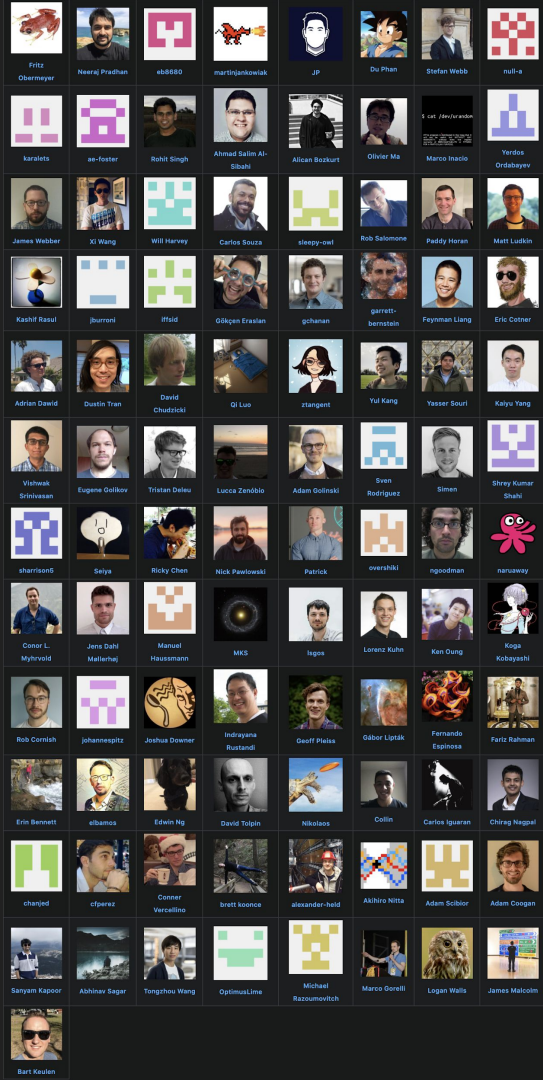 Fritz
Obermeyer
Neeraj Pradhan
eb8680
martinjankowiak
JP
Du Phan
Stefan Webb
null-a
karalets
ae-foster
Rohit Singh
Ahmad Salim Al-
Sibahi
Alican Bozkurt
Olivier Ma
$ cat /dev/urandom
Marco Inacio
Yerdos
Ordabayev
James Webber
Xi Wang
Will Harvey
Carlos Souza
sleepy-owl
Rob Salomone
Paddy Horan
Matt Ludkin
Kashif Rasul
jburroni
lffsid
Gökçen Eraslan
gchanan
garrett-
bernstein
Feynman Liang
Eric Cotner
Adrian Dawid
Dustin Tran
David
Chudzicki
Qi Luo
ztangent
Yul Kang
Yasser Souri
Kaiyu Yang
Vishwak
Srinivasan
Eugene Golikov
Tristan Deleu
Lucca Zenóbio
Adam Golinski
Sven
Rodriguez
Simen
Shrey Kumar
Shahi
sharrison5
Seiya
Ricky Chen
Nick Pawlowski
Patrick
overshiki
ngoodman
naruaway
Conor L.
Myhrvold
Jens Dahl
Møllerhøj
Manuel
Haussmann
MKS
lsgos
Lorenz Kuhn
Ken Oung
Koga
Kobayashi
Rob Cornish
johannespitz
Joshua Downer
Indrayana
Rustandi
Geoff Pleiss
Gábor Lipták
Fernando
Espinosa
Fariz Rahman
Erin Bennett
elbamos
Edwin Ng
David Tolpin
Nikolaos
Collin
Carlos Iguaran
Chirag Nagpal
chanjed
cfperez
Conner
Vercellino
brett koonce
alexander-held
Akihiro Nitta
Adam Scibior
Adam Coogan
Sanyam Kapoor
Abhinav Sagar
Tongzhou Wang
OptimusLime
Michael
Razoumovitch
Marco Gorelli
Logan Walls
James Malcolm
Bart Keulen